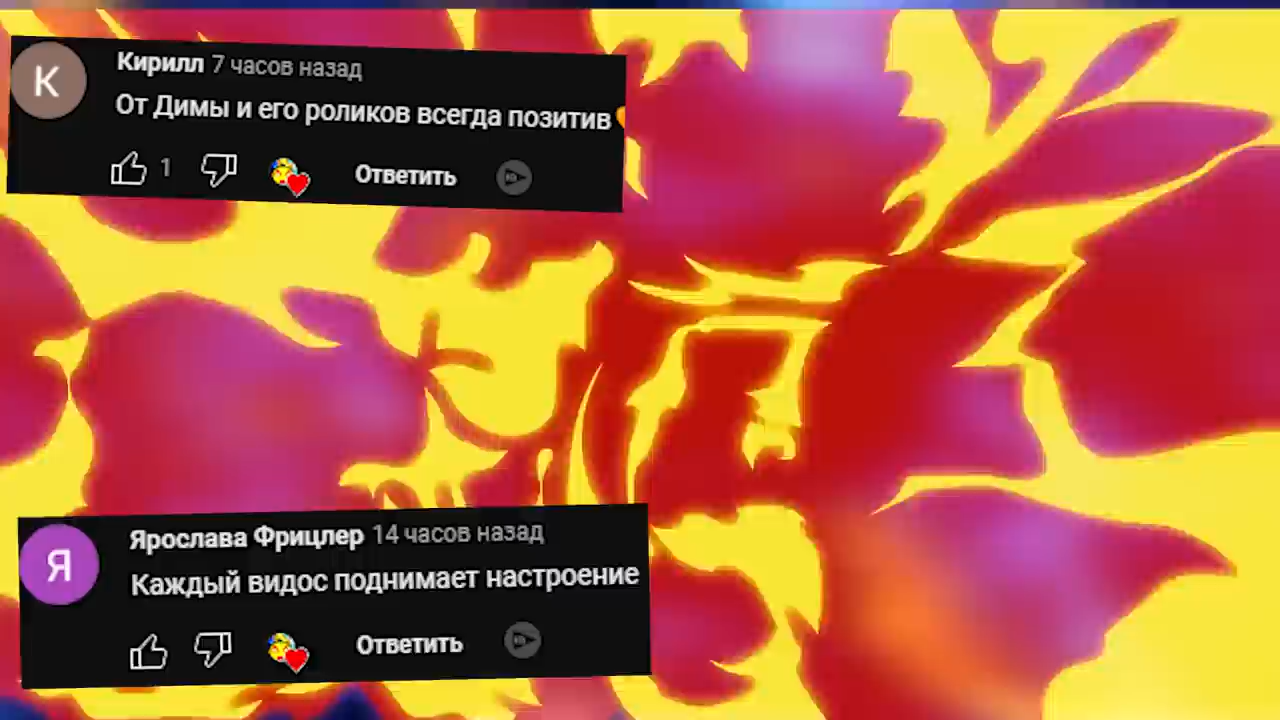 К
Кирилл 7 часов назад
От Димы и его роликов всегда позитив
1
Ответить
Я
Ярослава Фрицлер 14 часов назад
Каждый видос поднимает настроение
Ответить